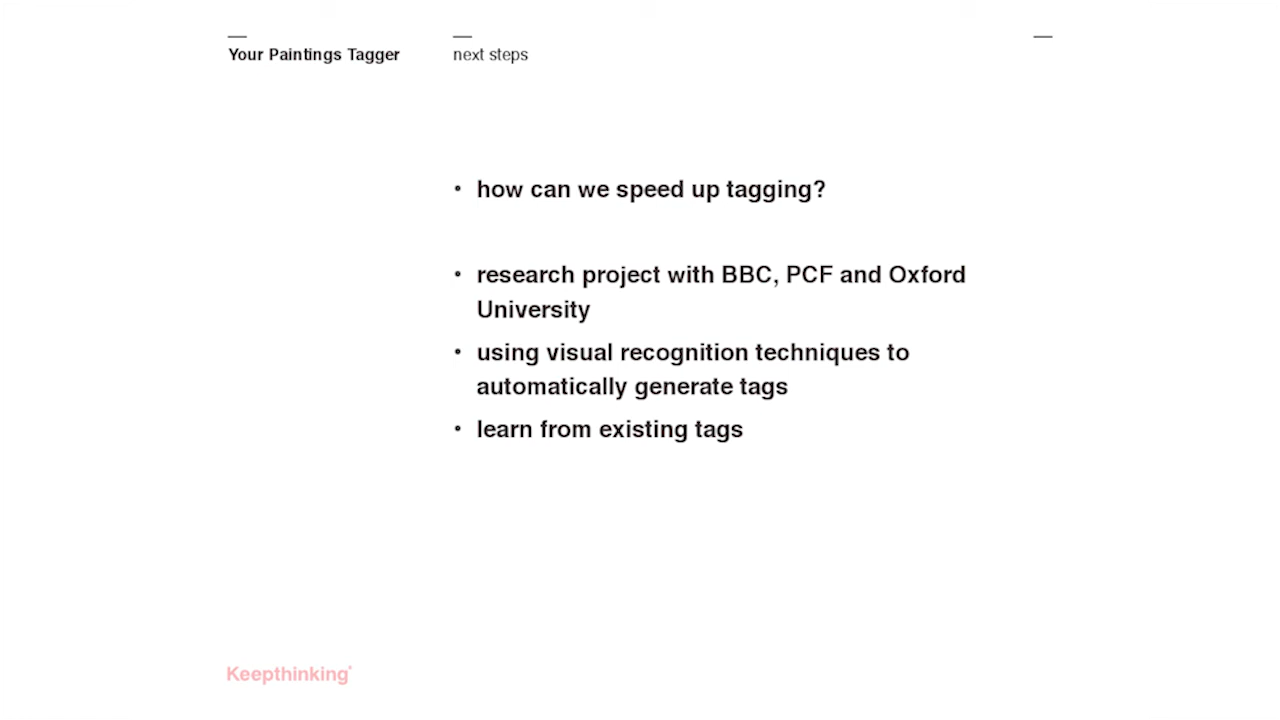 Your Paintings Tagger
next steps
• how can we speed up tagging?
• research project with BBC, PCF and Oxford
University
• using visual recognition techniques to
automatically generate tags
• learn from existing tags
Keepthinking